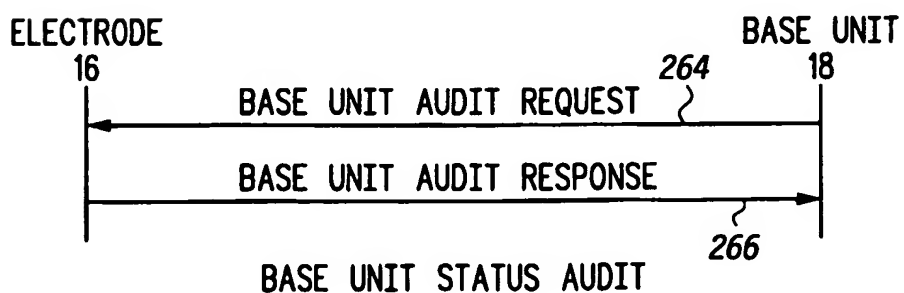 ELECTRODE
16
BASE UNIT
18
264
BASE UNIT AUDIT REQUEST
BASE UNIT AUDIT RESPONSE
266
BASE UNIT STATUS AUDIT